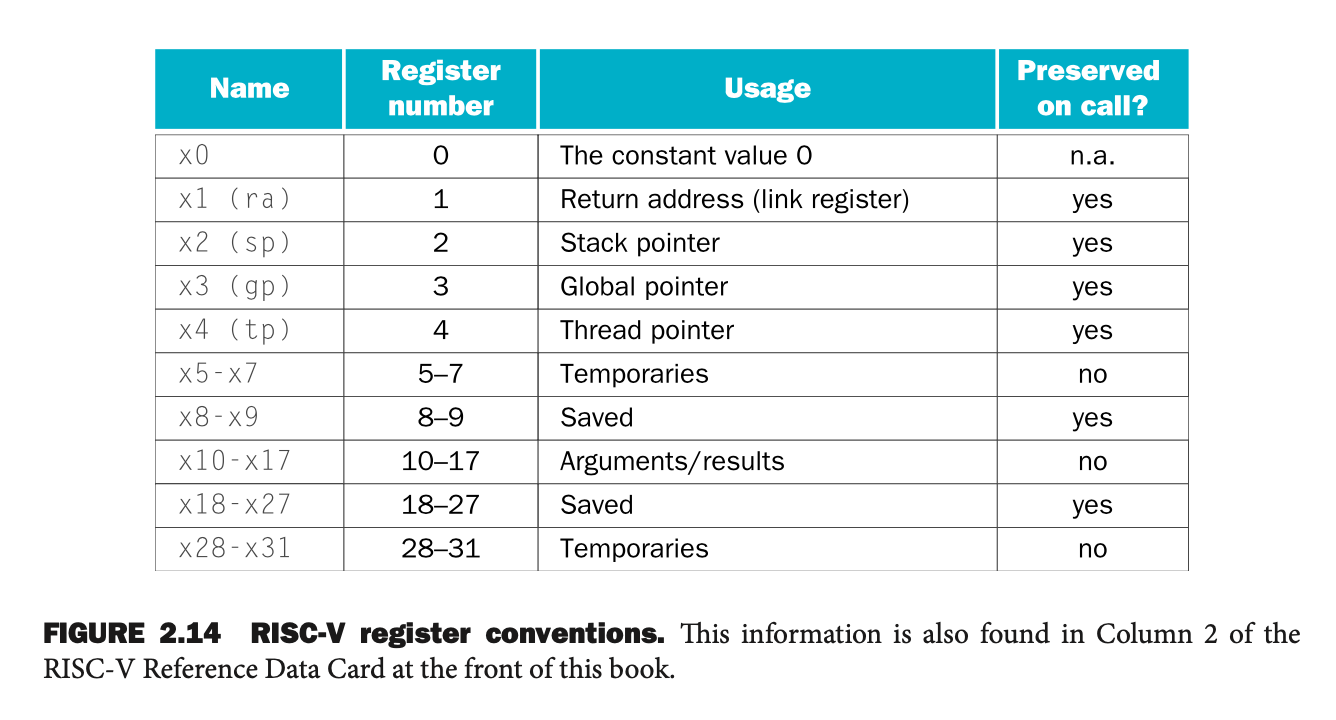 Name Register number Usage Preserved on call?
x0 0 The constant value 0 n.a.
x1 (ra) 1 Return address (link register) yes
x2 (sp) 2 Stack pointer yes
x3 (gp) 3 Global pointer yes
x4 (tp) 4 Thread pointer yes
x5-x7 5–7 Temporaries no
x8-x9 8–9 Saved yes
x10-x17 10–17 Arguments/results no
x18-x27 18–27 Saved yes
x28-x31 28–31 Temporaries no
FIGURE 2.14 RISC-V register conventions. This information is also found in Column 2 of the
RISC-V Reference Data Card at the front of this book.